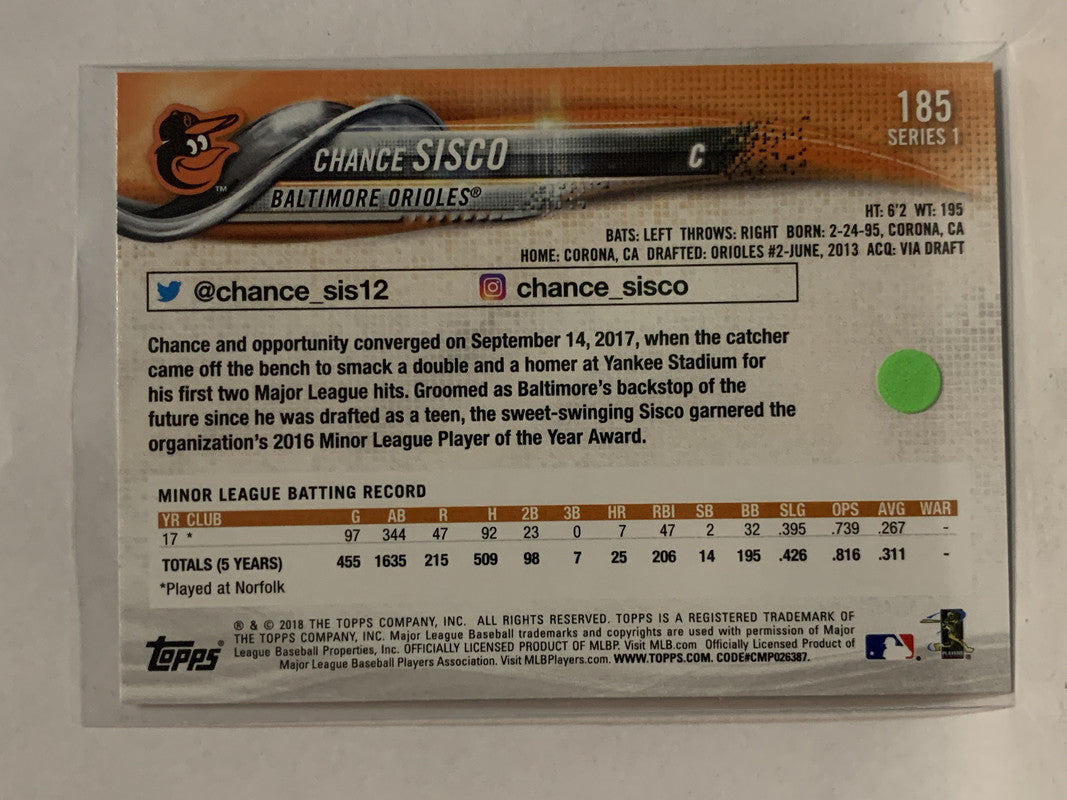 185
SERIES 1
CHANCE SISCO C
BALTIMORE ORIOLES®
TM
HT: 6'2 WT: 195
BATS: LEFT THROWS: RIGHT BORN: 2-24-95, CORONA, CA
HOME: CORONA, CA DRAFTED: ORIOLES #2-JUNE, 2013 ACQ: VIA DRAFT
@chance_sis12 chance_sisco
Chance and opportunity converged on September 14, 2017, when the catcher
came off the bench to smack a double and a homer at Yankee Stadium for
his first two Major League hits. Groomed as Baltimore's backstop of the
future since he was drafted as a teen, the sweet-swinging Sisco garnered the
organization's 2016 Minor League Player of the Year Award.
MINOR LEAGUE BATTING RECORD
YR CLUB G AB R H 2B 3B HR RBI SB BB SLG OPS AVG WAR
17 * 97 344 47 92 23 0 7 47 2 32 .395 .739 .267 -
TOTALS (5 YEARS) 455 1635 215 509 98 7 25 206 14 195 .426 .816 .311 -
*Played at Norfolk
® & © 2018 THE TOPPS COMPANY, INC. ALL RIGHTS RESERVED. TOPPS IS A REGISTERED TRADEMARK OF
THE TOPPS COMPANY, INC. Major League Baseball trademarks and copyrights are used with permission of Major
League Baseball Properties, Inc. OFFICIALLY LICENSED PRODUCT OF MLBP. Visit MLB.com Officially Licensed Product of
Major League Baseball Players Association. Visit MLBPlayers.com. WWW.TOPPS.COM. CODE#CMP026387.
Topps®
PLAYERS